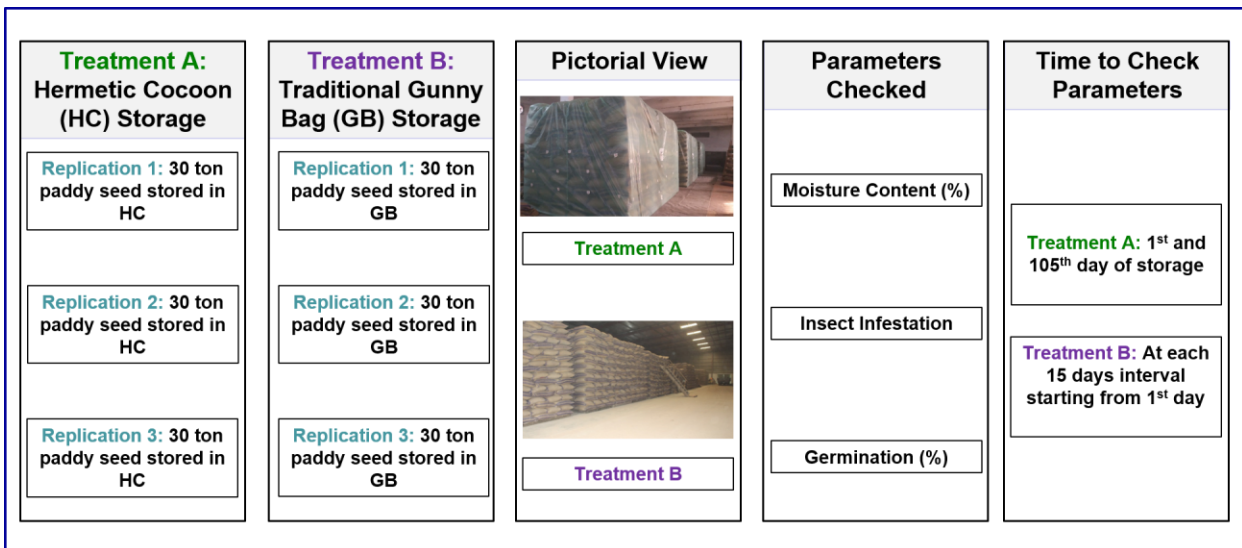 Treatment A:
Hermetic Cocoon
(HC) Storage
Replication 1: 30 ton
paddy seed stored in
HC
Replication 2: 30 ton
paddy seed stored in
HC
Replication 3: 30 ton
paddy seed stored in
HC
Treatment B:
Traditional Gunny
Bag (GB) Storage
Replication 1: 30 ton
paddy seed stored in
GB
Replication 2: 30 ton
paddy seed stored in
GB
Replication 3: 30 ton
paddy seed stored in
GB
Pictorial View
Treatment A
Treatment B
Parameters
Checked
Moisture Content (%)
Insect Infestation
Germination (%)
Time to Check
Parameters
Treatment A: 1st and
105th day of storage
Treatment B: At each
15 days interval
starting from 1st day